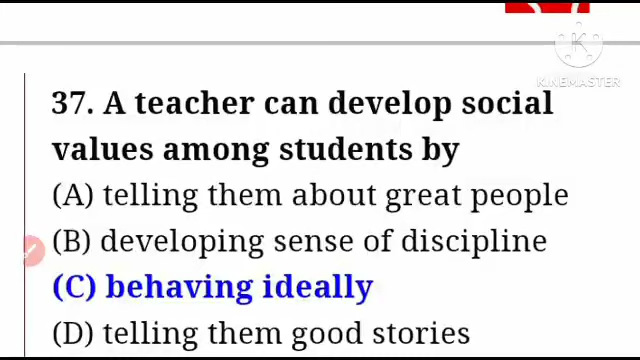 KINEMASTER
37. A teacher can develop social
values among students by
(A) telling them about great people
(B) developing sense of discipline
(C) behaving ideally
(D) telling them good stories